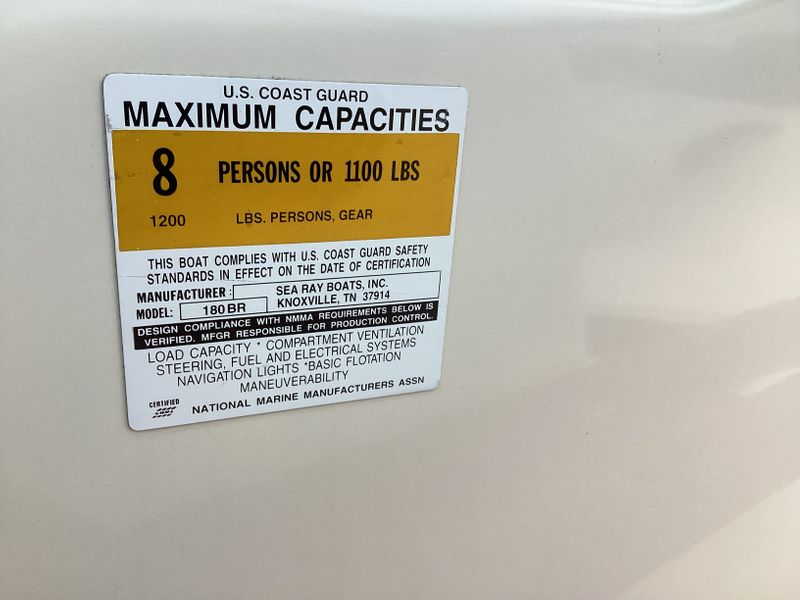 U.S. COAST GUARD
MAXIMUM CAPACITIES
8 PERSONS OR 1100 LBS
1200 LBS. PERSONS, GEAR
THIS BOAT COMPLIES WITH U.S. COAST GUARD SAFETY
STANDARDS IN EFFECT ON THE DATE OF CERTIFICATION
MANUFACTURER: SEA RAY BOATS, INC.
KNOXVILLE, TN 37914
MODEL: 180BR
DESIGN COMPLIANCE WITH NMMA REQUIREMENTS BELOW IS
VERIFIED. MFGR RESPONSIBLE FOR PRODUCTION CONTROL.
LOAD CAPACITY * COMPARTMENT VENTILATION
STEERING, FUEL AND ELECTRICAL SYSTEMS
NAVIGATION LIGHTS *BASIC FLOTATION
MANEUVERABILITY
CERTIFIED
NATIONAL MARINE MANUFACTURERS ASSN